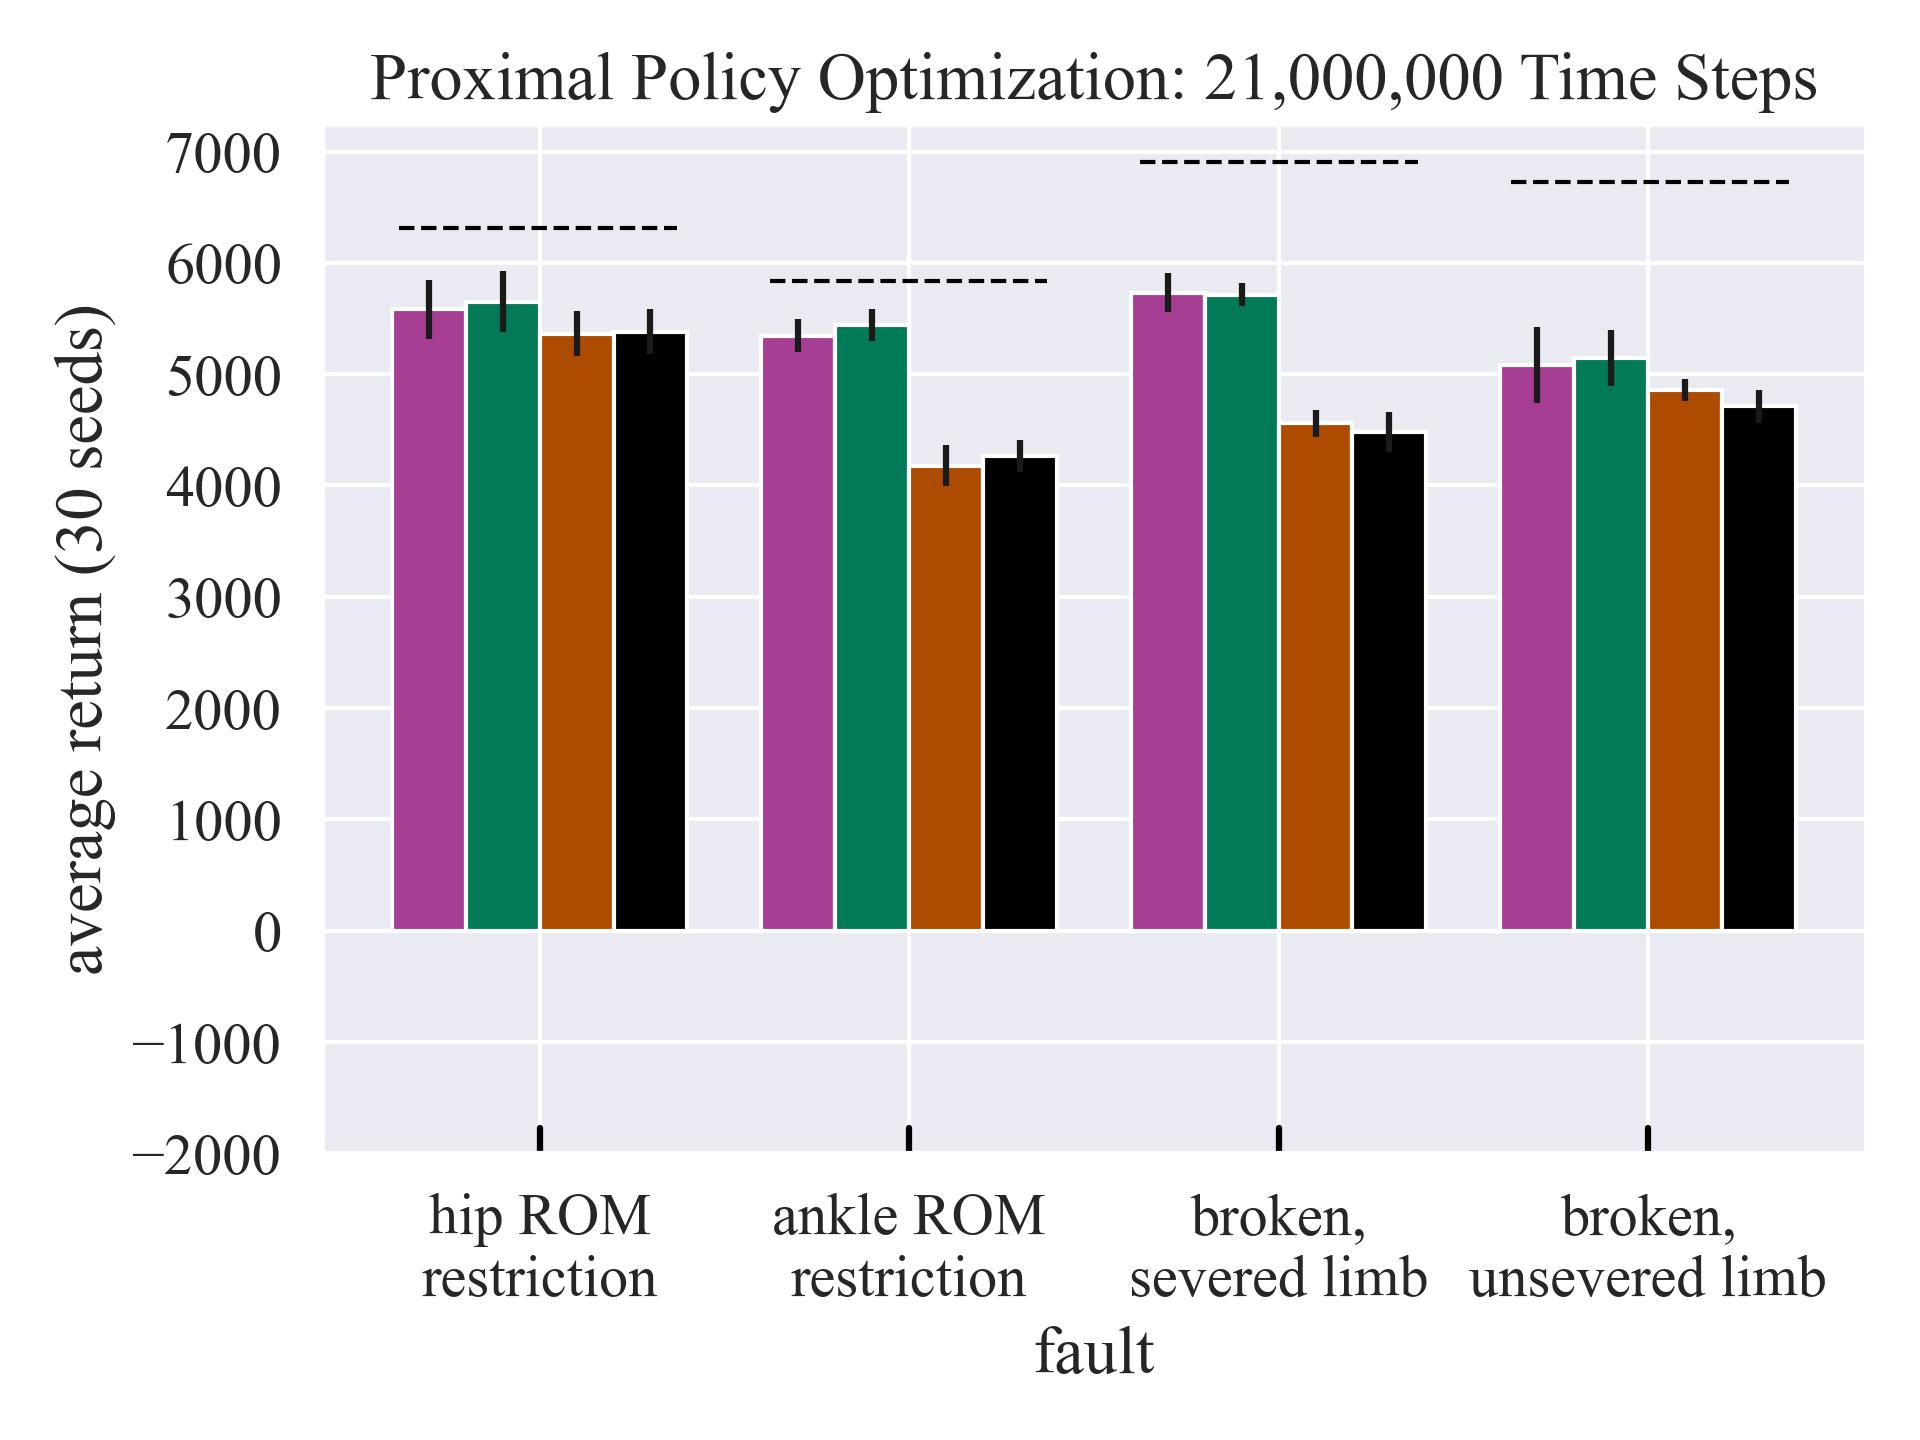 Proximal Policy Optimization: 21,000,000 Time Steps
7000
6000
5000
4000
3000
2000
1000
0
−1000
−2000
average return (30 seeds)
hip ROM
restriction
ankle ROM
restriction
broken,
severed limb
broken,
unsevered limb
fault